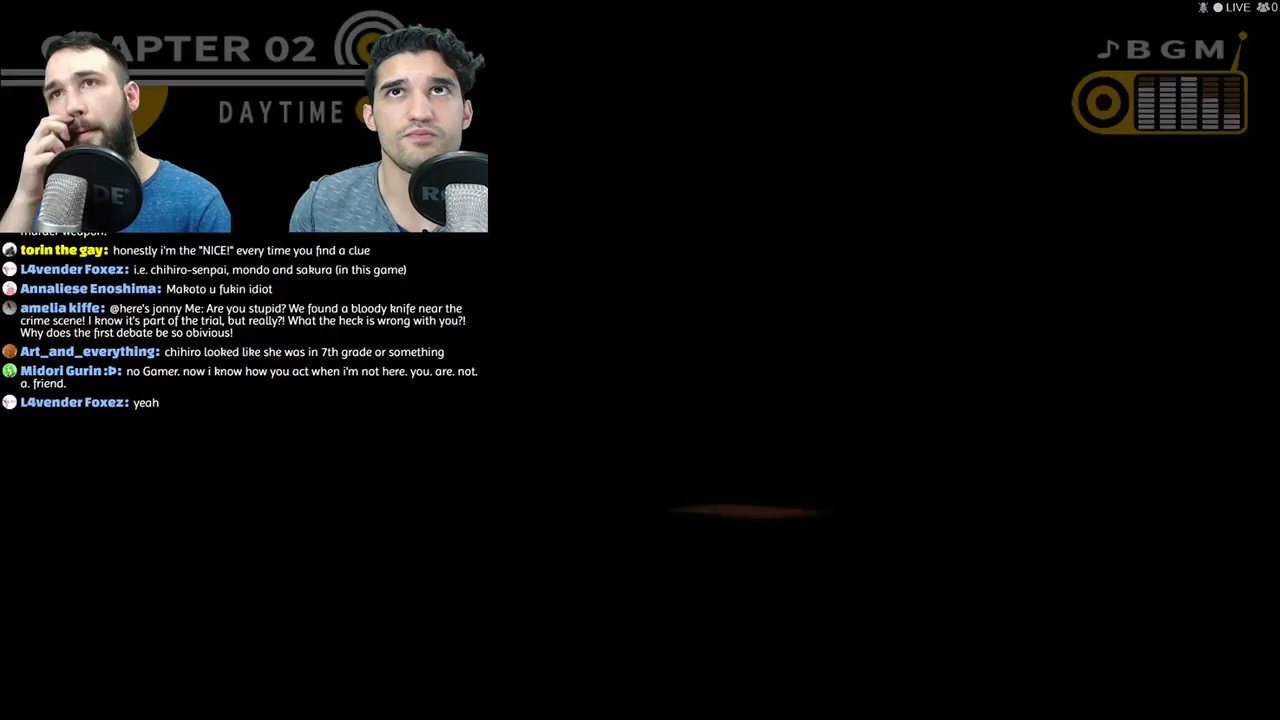 LIVE 0
CHAPTER 02
BGM
DAYTIME
murder weapon!
torin the gay: honestly i'm the "NICE!" every time you find a clue
L4vender Foxez: i.e. chihiro-senpai, mondo and sakura (in this game)
Annaliese Enoshima: Makoto u fukin idiot
amelia kiffe: @here's jonny Me: Are you stupid? We found a bloody knife near the
crime scene! I know it's part of the trial, but really?! What the heck is wrong with you?!
Why does the first debate be so obivious!
Art_and_everything: chihiro looked like she was in 7th grade or something
Midori Gurin :Þ: no Gamer. now i know how you act when i'm not here. you. are. not.
a. friend.
L4vender Foxez: yeah